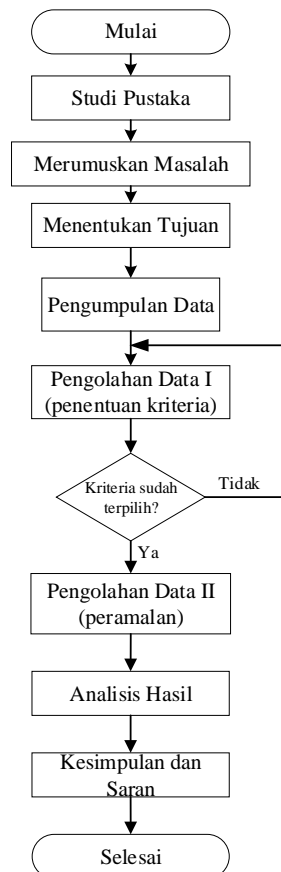 Mulai
Studi Pustaka
Merumuskan Masalah
Menentukan Tujuan
Pengumpulan Data
Pengolahan Data I
(penentuan kriteria)
Kriteria sudah
terpilih?
Tidak
Ya
Pengolahan Data II
(peramalan)
Analisis Hasil
Kesimpulan dan
Saran
Selesai